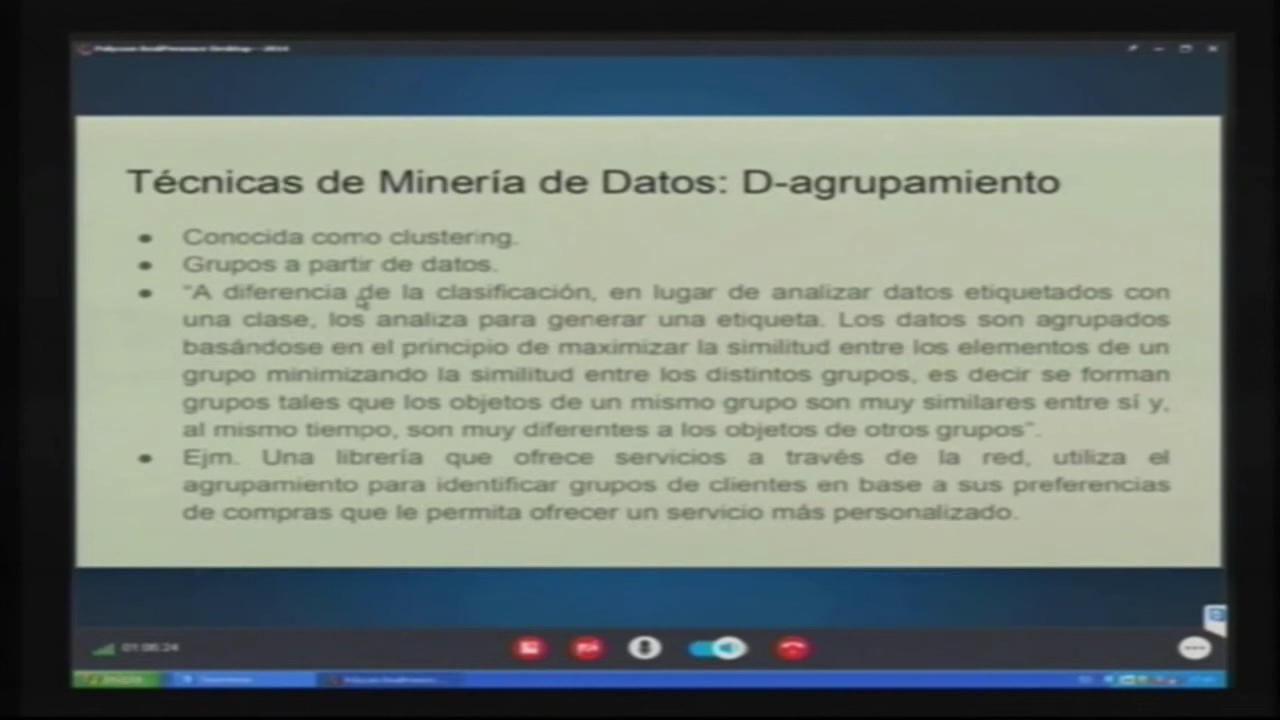 Técnicas de Minería de Datos: D-agrupamiento
● Conocida como clustering.
● Grupos a partir de datos.
● "A diferencia de la clasificación, en lugar de analizar datos etiquetados con
una clase, los analiza para generar una etiqueta. Los datos son agrupados
basándose en el principio de maximizar la similitud entre los elementos de un
grupo minimizando la similitud entre los distintos grupos, es decir se forman
grupos tales que los objetos de un mismo grupo son muy similares entre sí y,
al mismo tiempo, son muy diferentes a los objetos de otros grupos".
● Ejm. Una librería que ofrece servicios a través de la red, utiliza el
agrupamiento para identificar grupos de clientes en base a sus preferencias
de compras que le permita ofrecer un servicio más personalizado.
01:06:24
Inicio